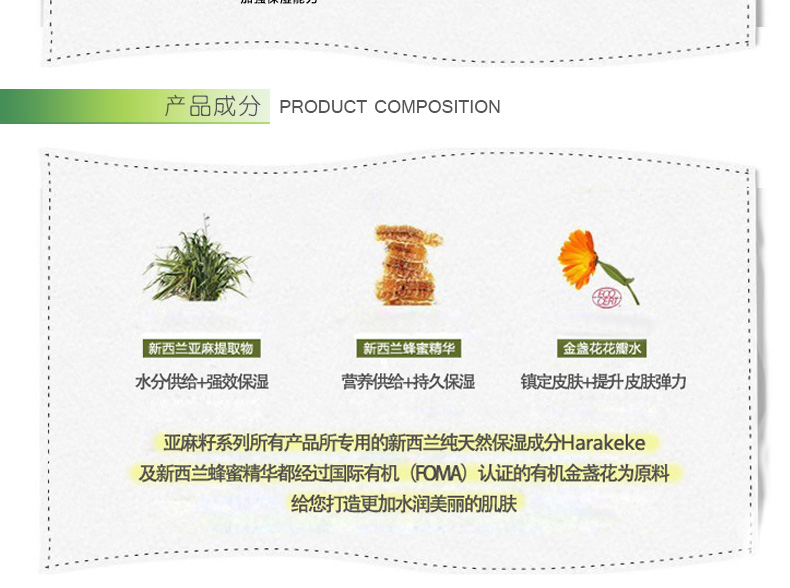 加强保湿能力
产品成分 PRODUCT COMPOSITION
ECO
CERT
新西兰亚麻提取物 新西兰蜂蜜精华 金盏花花瓣水
水分供给+强效保湿 营养供给+持久保湿 镇定皮肤+提升皮肤弹力
亚麻籽系列所有产品所专用的新西兰纯天然保湿成分Harakeke
及新西兰蜂蜜精华都经过国际有机（FOMA）认证的有机金盏花为原料
给您打造更加水润美丽的肌肤